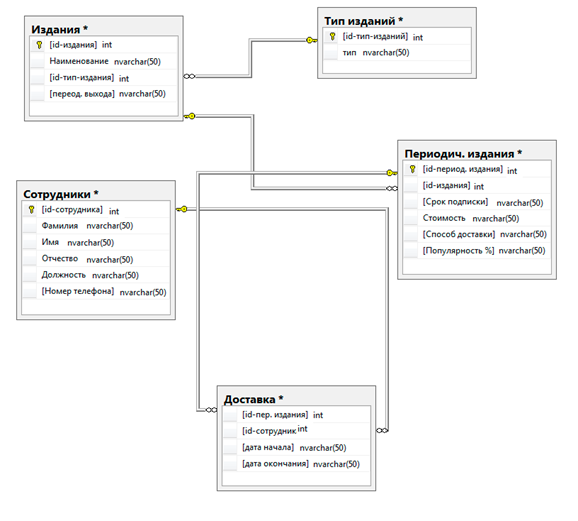 Издания *
[id-издания] int
Наименование nvarchar(50)
[id-тип-издания] int
[переод. выхода] nvarchar(50)
Тип изданий *
[id-тип-изданий] int
тип nvarchar(50)
Периодич. издания *
[id-период. издания] int
[id-издания] int
[Срок подписки] nvarchar(50)
Стоимость nvarchar(50)
[Способ доставки] nvarchar(50)
[Популярность %] nvarchar(50)
Сотрудники *
[id-сотрудника] int
Фамилия nvarchar(50)
Имя nvarchar(50)
Отчество nvarchar(50)
Должность nvarchar(50)
[Номер телефона] nvarchar(50)
Доставка *
[id-пер. издания] int
[id-сотрудник int
[дата начала] nvarchar(50)
[дата окончания] nvarchar(50)